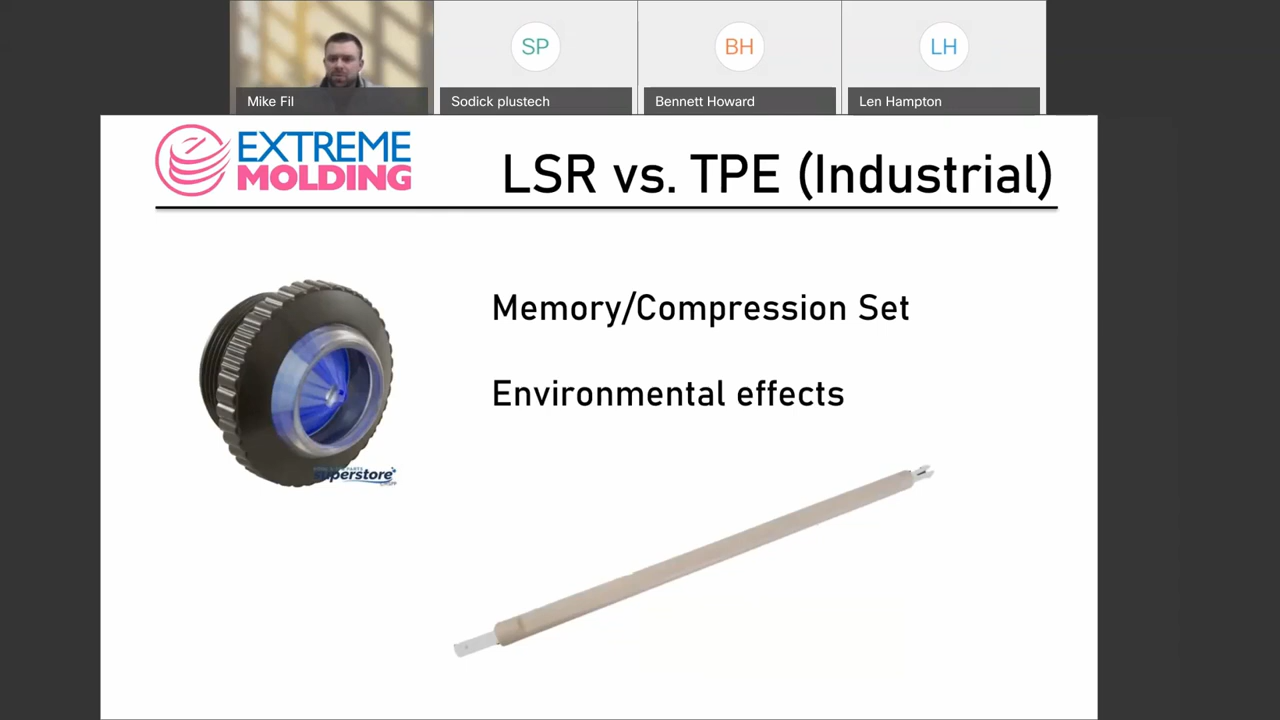 SP
BH
LH
Mike Fil
Sodick plustech
Bennett Howard
Len Hampton
EXTREME
MOLDING
LSR vs. TPE (Industrial)
Memory/Compression Set
Environmental effects
superstore